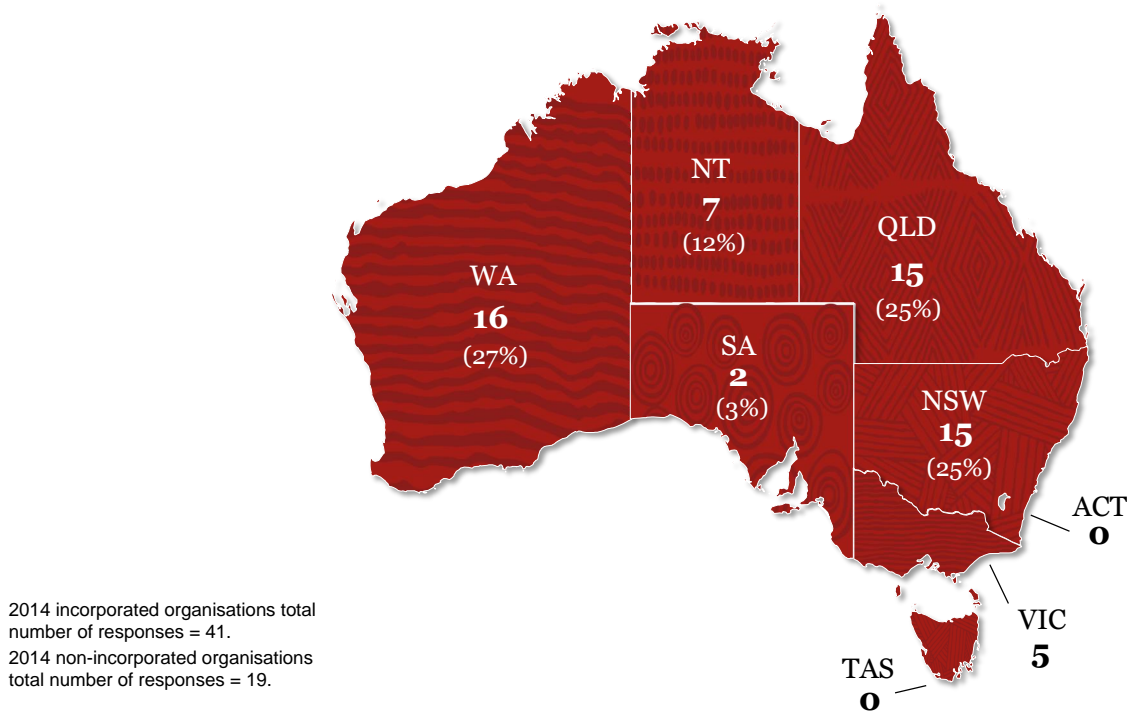 NT
7
(12%)
QLD
15
(25%)
WA
16
(27%)
SA
2
(3%)
NSW
15
(25%)
ACT
0
VIC
5
TAS
0
2014 incorporated organisations total
number of responses = 41.
2014 non-incorporated organisations
total number of responses = 19.